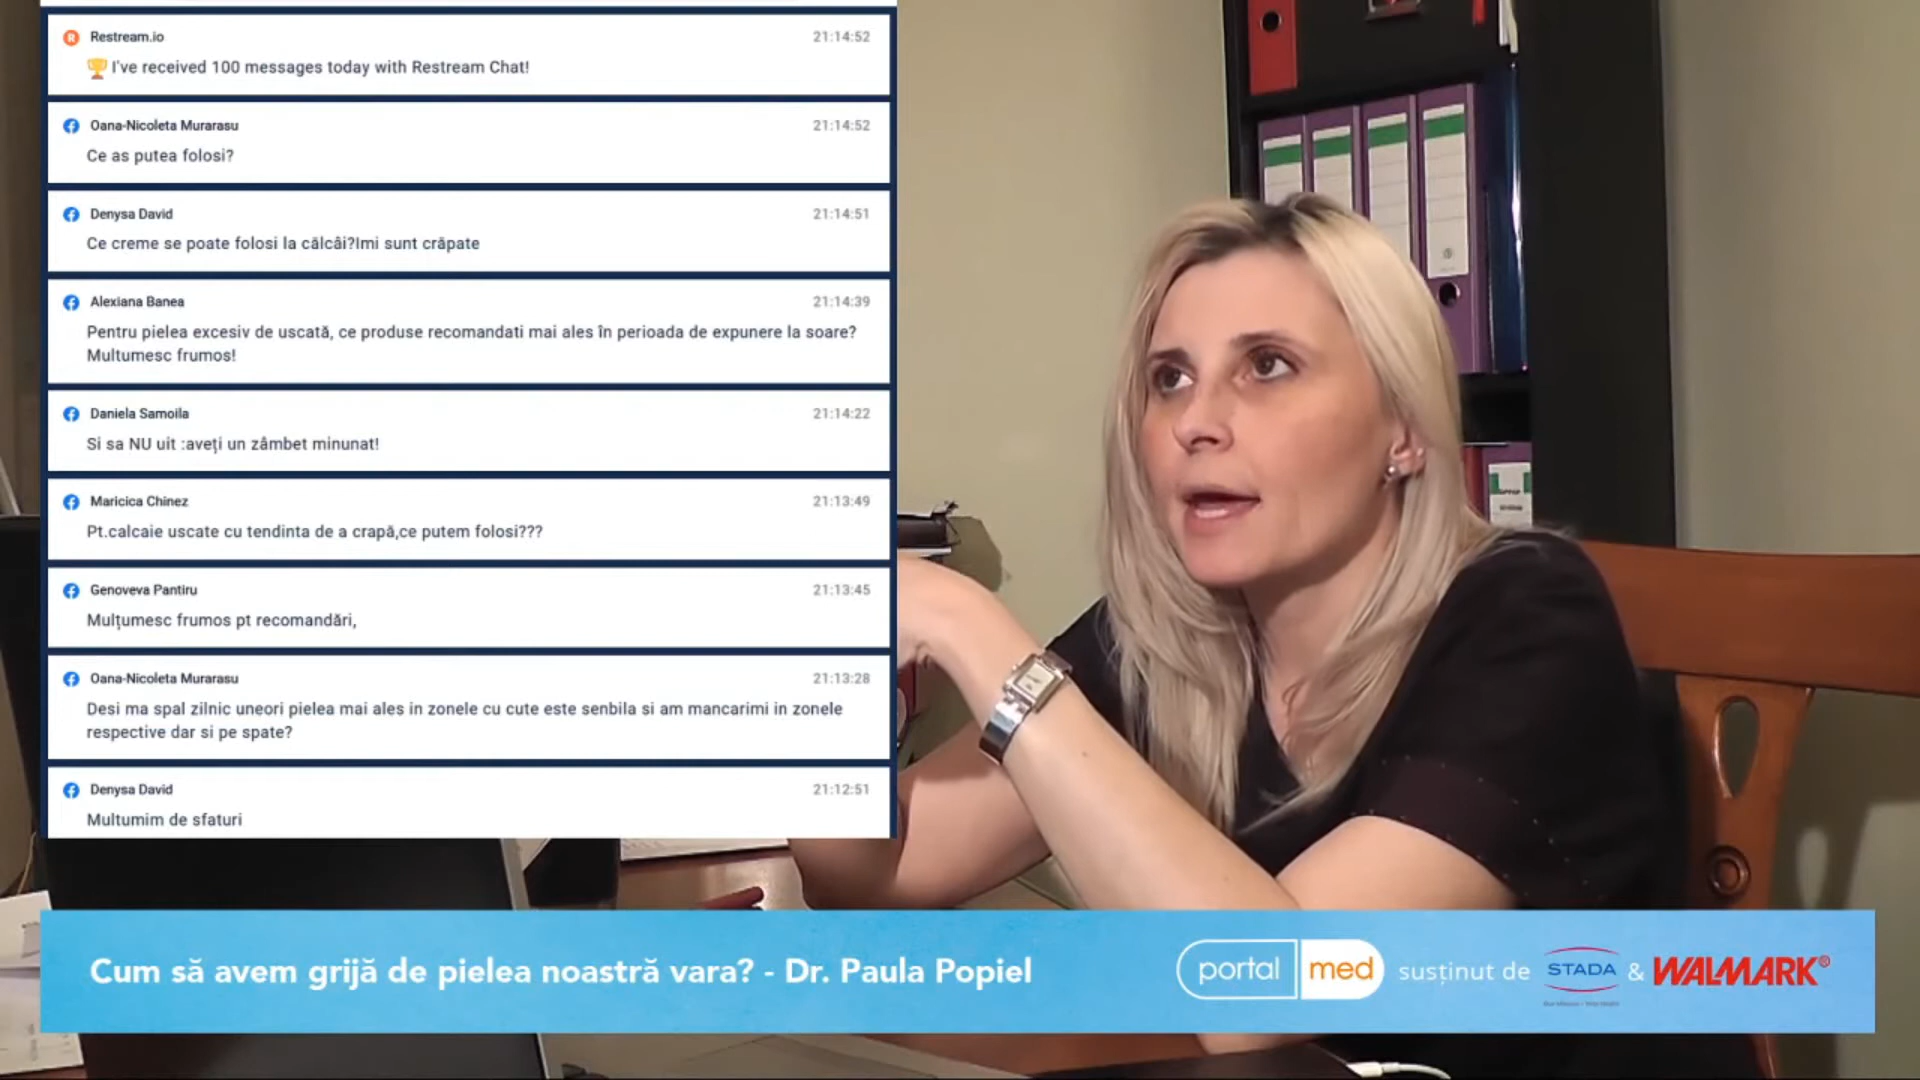 Restream.io 21:14:52
🏆 I've received 100 messages today with Restream Chat!
Oana-Nicoleta Murarasu 21:14:52
Ce as putea folosi?
Denysa David 21:14:51
Ce creme se poate folosi la călcâi?Imi sunt crăpate
Alexiana Banea 21:14:39
Pentru pielea excesiv de uscată, ce produse recomandati mai ales în perioada de expunere la soare?
Multumesc frumos!
Daniela Samoila 21:14:22
Si sa NU uit :aveți un zâmbet minunat!
Maricica Chinez 21:13:49
Pt.calcaie uscate cu tendinta de a crapă,ce putem folosi???
Genoveva Pantiru 21:13:45
Mulțumesc frumos pt recomandări,
Oana-Nicoleta Murarasu 21:13:28
Desi ma spal zilnic uneori pielea mai ales in zonele cu cute este senbila si am mancarimi in zonele
respective dar si pe spate?
Denysa David 21:12:51
Multumim de sfaturi
Cum să avem grijă de pielea noastră vara? - Dr. Paula Popiel
portal med susținut de STADA & WALMARK®